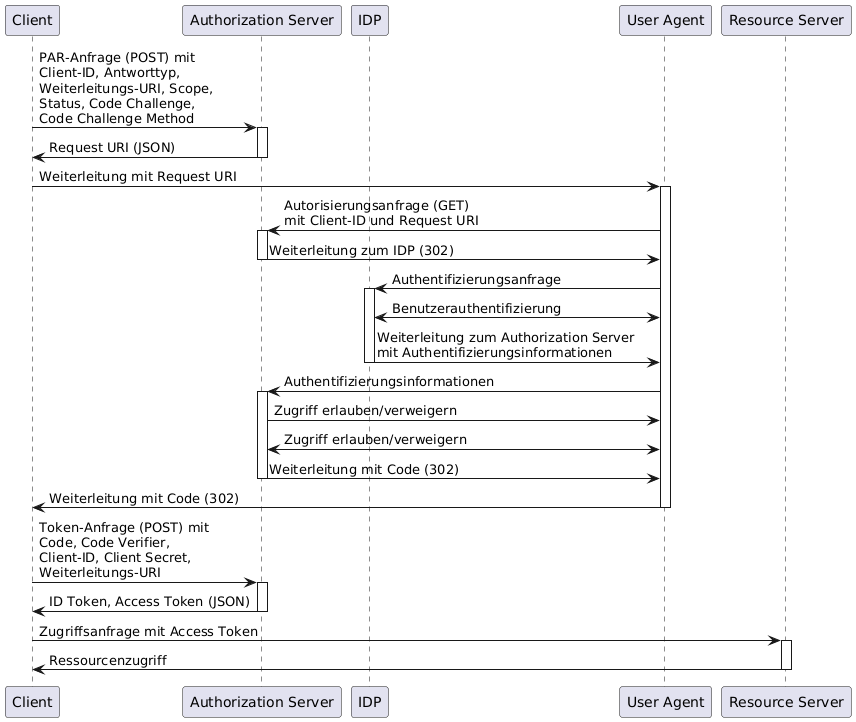 Client
Authorization Server
IDP
User Agent
Resource Server
PAR-Anfrage (POST) mit
Client-ID, Antworttyp,
Weiterleitungs-URI, Scope,
Status, Code Challenge,
Code Challenge Method
Request URI (JSON)
Weiterleitung mit Request URI
Autorisierungsanfrage (GET)
mit Client-ID und Request URI
Weiterleitung zum IDP (302)
Authentifizierungsanfrage
Benutzerauthentifizierung
Weiterleitung zum Authorization Server
mit Authentifizierungsinformationen
Authentifizierungsinformationen
Zugriff erlauben/verweigern
Zugriff erlauben/verweigern
Weiterleitung mit Code (302)
Weiterleitung mit Code (302)
Token-Anfrage (POST) mit
Code, Code Verifier,
Client-ID, Client Secret,
Weiterleitungs-URI
ID Token, Access Token (JSON)
Zugriffsanfrage mit Access Token
Ressourcenzugriff
Client
Authorization Server
IDP
User Agent
Resource Server